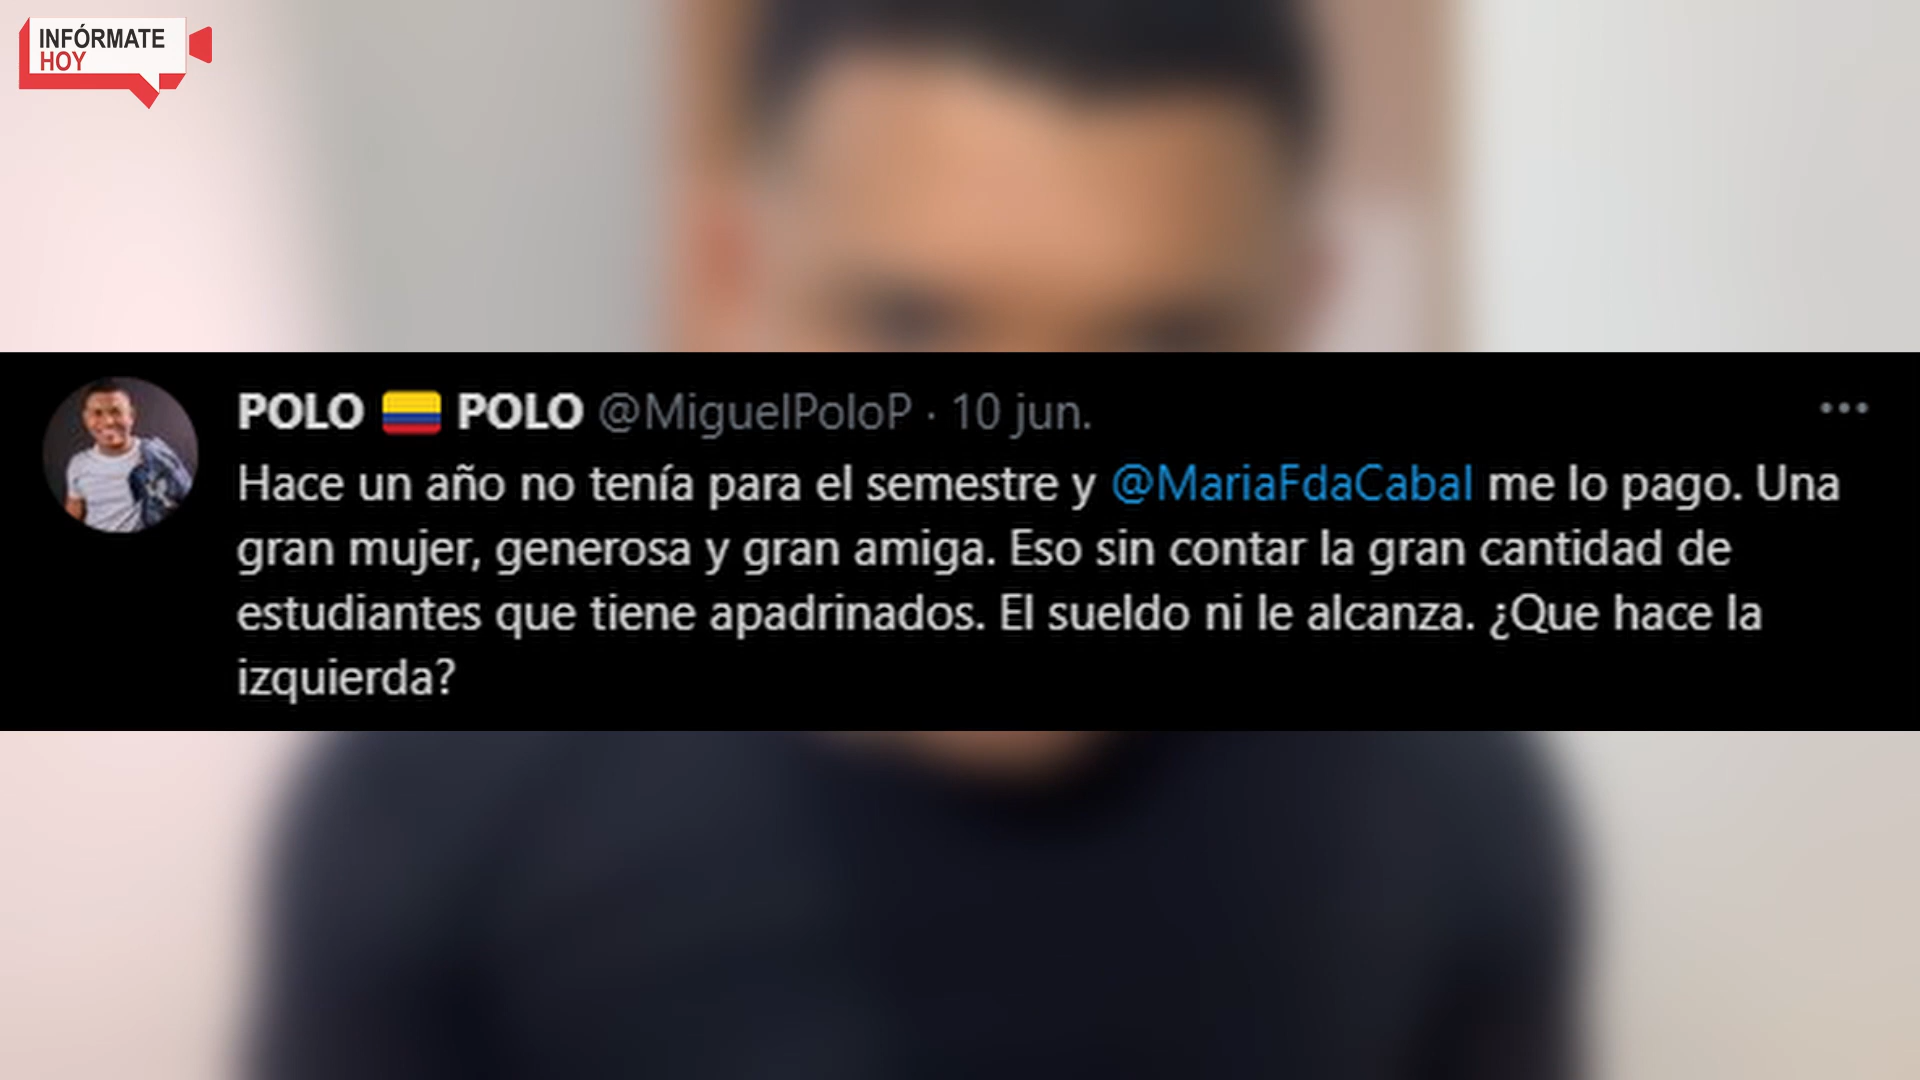 INFÓRMATE
HOY
POLO 🇨🇴 POLO @MiguelPoloP · 10 jun.
Hace un año no tenía para el semestre y @MariaFdaCabal me lo pago. Una
gran mujer, generosa y gran amiga. Eso sin contar la gran cantidad de
estudiantes que tiene apadrinados. El sueldo ni le alcanza. ¿Que hace la
izquierda?